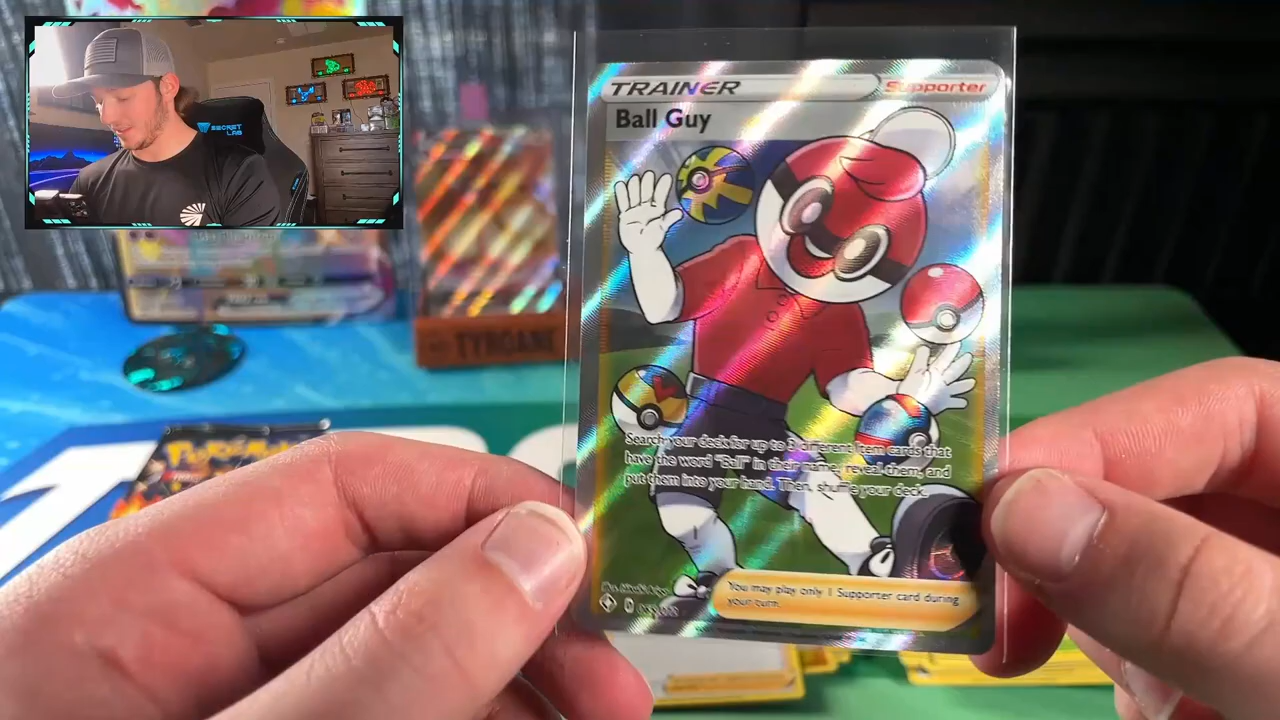 SECRET
LAB
TRAINER
Supporter
Ball Guy
TYROANE
POKéMON
Search your deck for up to 3 different Item cards that
have the word "Ball" in their name, reveal them, and
put them into your hand. Then, shuffle your deck.
You may play only 1 Supporter card during
your turn.